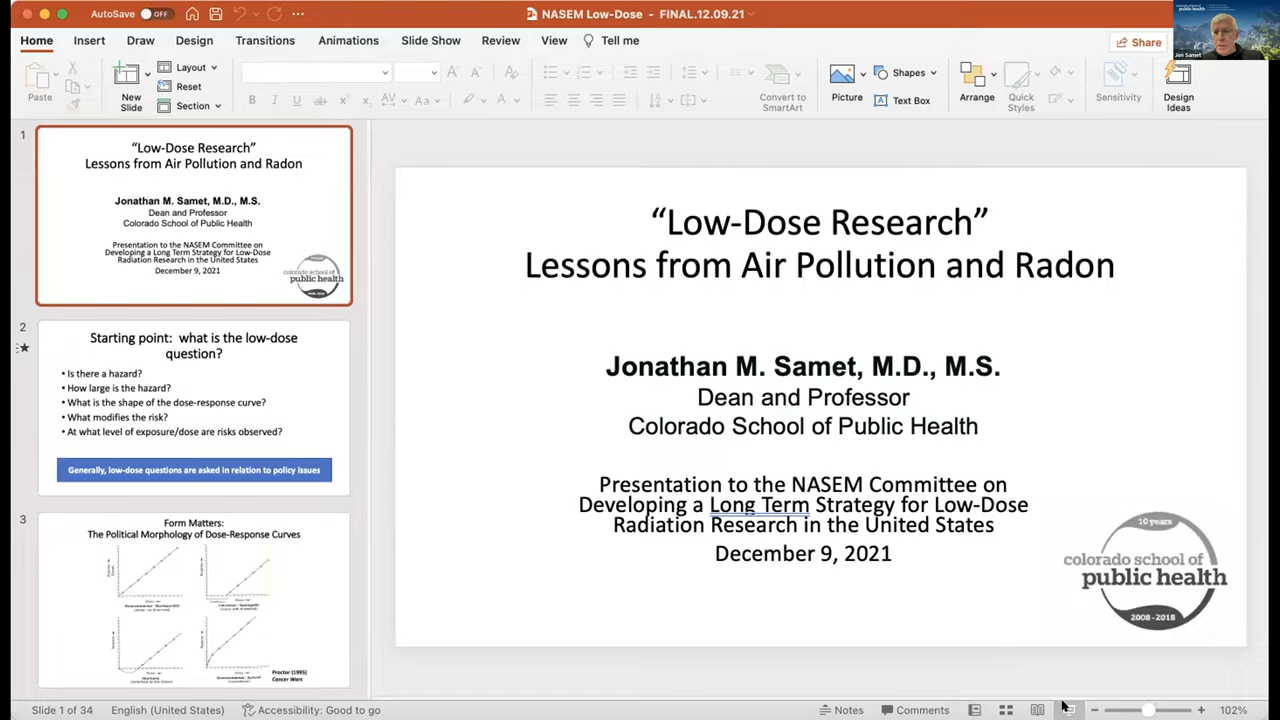 AutoSave OFF
NASEM Low-Dose - FINAL.12.09.21
Jon Samet
Home Insert Draw Design Transitions Animations Slide Show Review View Tell me
Share
Paste
New Slide
Layout
Reset
Section
Convert to SmartArt
Picture
Shapes
Text Box
Arrange
Quick Styles
Sensitivity
Design Ideas
1
“Low-Dose Research”
Lessons from Air Pollution and Radon
Jonathan M. Samet, M.D., M.S.
Dean and Professor
Colorado School of Public Health
Presentation to the NASEM Committee on
Developing a Long Term Strategy for Low-Dose
Radiation Research in the United States
December 9, 2021
colorado school of
public health
2
Starting point: what is the low-dose
question?
• Is there a hazard?
• How large is the hazard?
• What is the shape of the dose-response curve?
• What modifies the risk?
• At what level of exposure/dose are risks observed?
Generally, low-dose questions are asked in relation to policy issues
3
Form Matters:
The Political Morphology of Dose-Response Curves
Proctor (1995)
Cancer Wars
“Low-Dose Research”
Lessons from Air Pollution and Radon
Jonathan M. Samet, M.D., M.S.
Dean and Professor
Colorado School of Public Health
Presentation to the NASEM Committee on
Developing a Long Term Strategy for Low-Dose
Radiation Research in the United States
December 9, 2021
10 years
colorado school of
public health
2008 - 2018
Slide 1 of 34 English (United States) Accessibility: Good to go
Notes Comments 102%